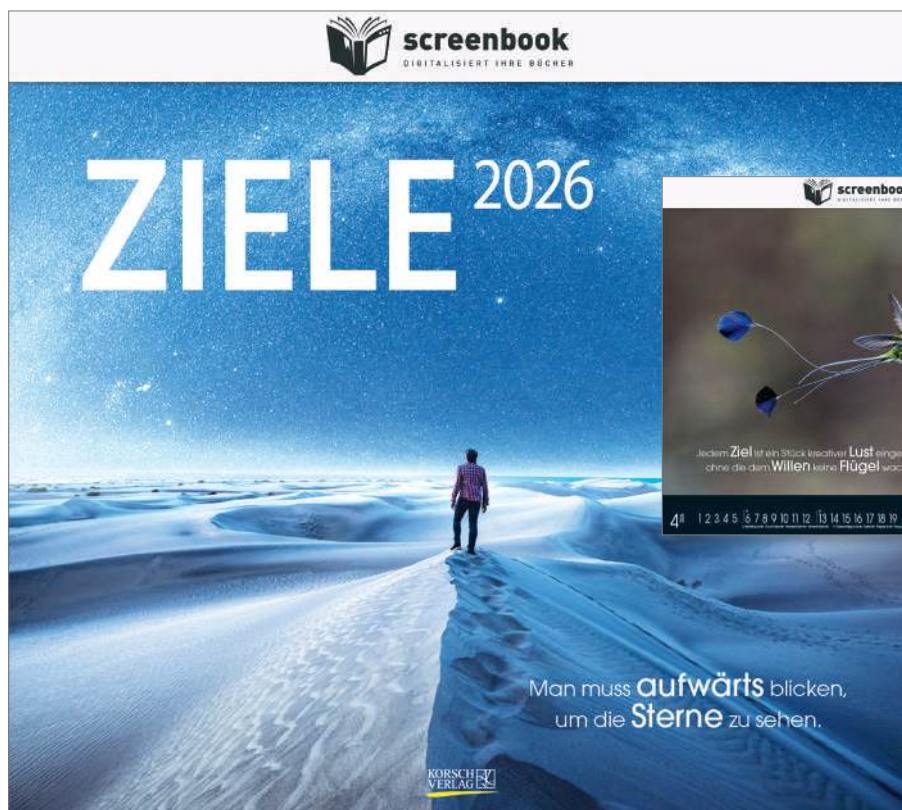 screenbook
DIGITALISIERT IHRE BÜCHER
ZIELE 2026
screenboo
Jedem Ziel ist ein Stück kreativer Lust einge
ohne die dem Willen keine Flügel wac
4 1 2 3 4 5 6 7 8 9 10 11 12 13 14 15 16 17 18 19
Man muss aufwärts blicken,
um die Sterne zu sehen.
KORSCH
VERLAG